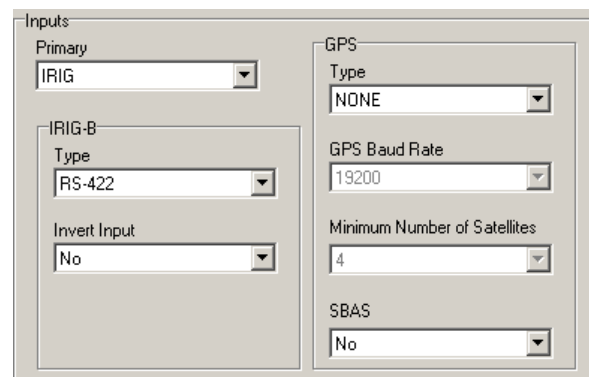 Inputs
Primary
IRIG
IRIG-B
Type
RS-422
Invert Input
No
GPS
Type
NONE
GPS Baud Rate
19200
Minimum Number of Satellites
4
SBAS
No